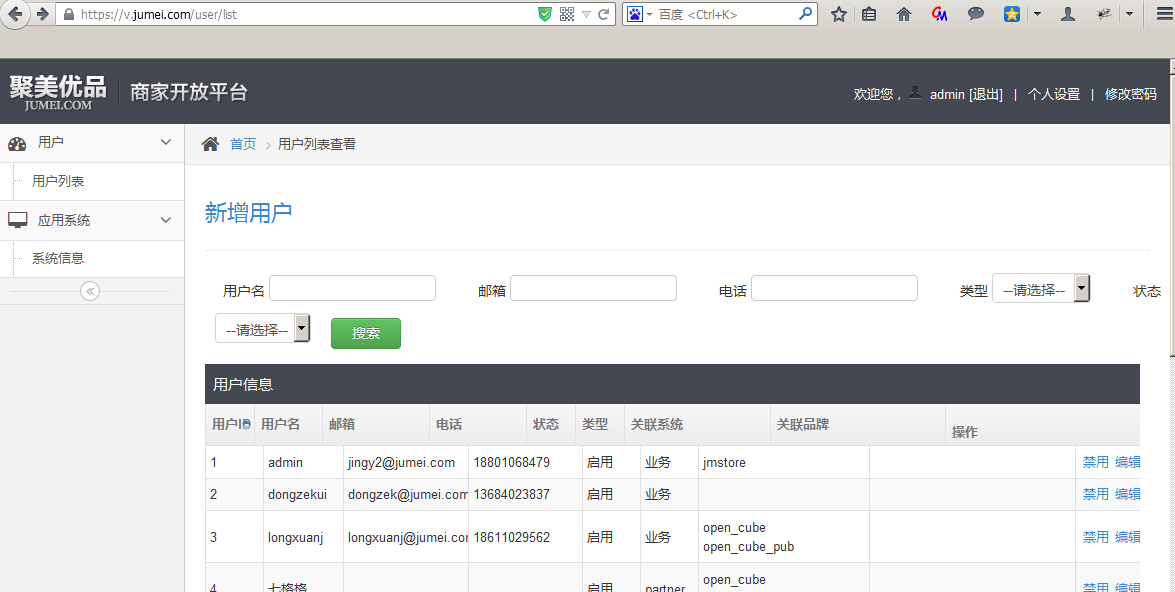 https://v.jumei.com/user/list
百度 <Ctrl+K>
聚美优品
JUMEI.COM
商家开放平台
欢迎您， admin [退出] | 个人设置 | 修改密码
用户
用户列表
应用系统
系统信息
首页 > 用户列表查看
新增用户
用户名 邮箱 电话 类型 --请选择-- 状态
--请选择-- 搜索
用户信息
用户ID 用户名 邮箱 电话 状态 类型 关联系统 关联品牌 操作
1 admin jingy2@jumei.com 18801068479 启用 业务 jmstore 禁用 编辑
2 dongzekui dongzek@jumei.com 13684023837 启用 业务 禁用 编辑
3 longxuanj longxuanj@jumei.cor 18611029562 启用 业务 open_cube 禁用 编辑
open_cube_pub
4 七格格 启用 partner open_cube 禁用 编辑